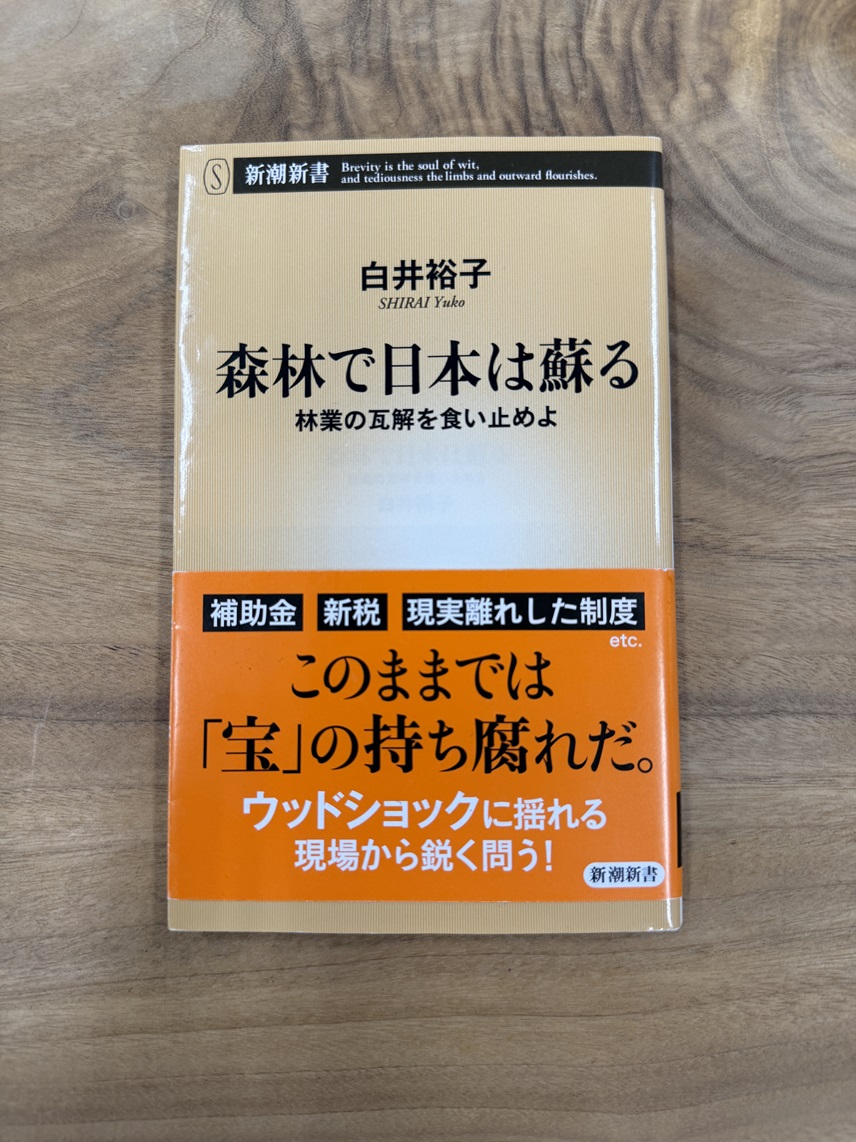 S
新潮新書
Brevity is the soul of wit,
and tediousness the limbs and outward flourishes.
白井裕子
SHIRAI Yuko
森林で日本は蘇る
林業の瓦解を食い止めよ
補助金 新税 現実離れした制度
etc.
このままでは
「宝」の持ち腐れだ。
ウッドショックに揺れる
現場から鋭く問う!
新潮新書